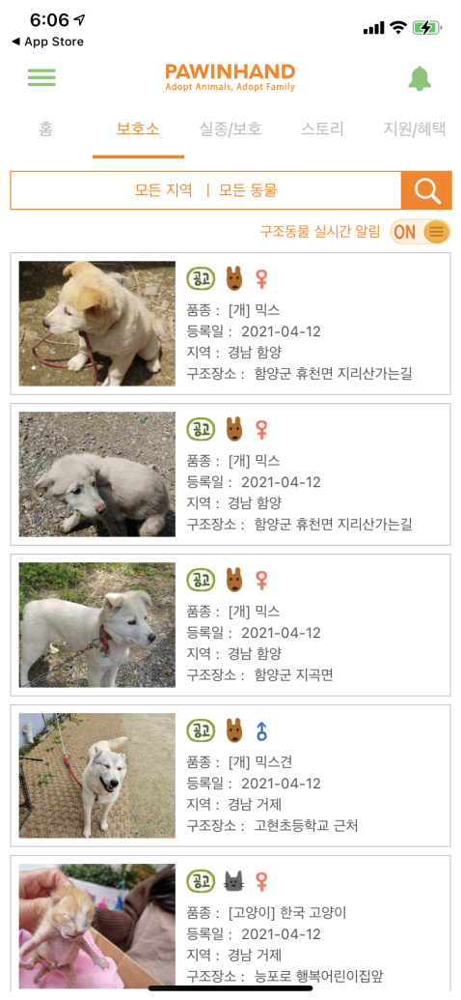 6:06
◀ App Store
PAWINHAND
Adopt Animals, Adopt Family
홈 보호소 실종/보호 스토리 지원/혜택
모든 지역 | 모든 동물
구조동물 실시간 알림 ON
공고
품종 : [개] 믹스
등록일 : 2021-04-12
지역 : 경남 함양
구조장소 : 함양군 휴천면 지리산가는길
공고
품종 : [개] 믹스
등록일 : 2021-04-12
지역 : 경남 함양
구조장소 : 함양군 휴천면 지리산가는길
공고
품종 : [개] 믹스
등록일 : 2021-04-12
지역 : 경남 함양
구조장소 : 함양군 지곡면
공고
품종 : [개] 믹스견
등록일 : 2021-04-12
지역 : 경남 거제
구조장소 : 고현초등학교 근처
공고
품종 : [고양이] 한국 고양이
등록일 : 2021-04-12
지역 : 경남 거제
구조장소 : 능포로 행복어린이집앞